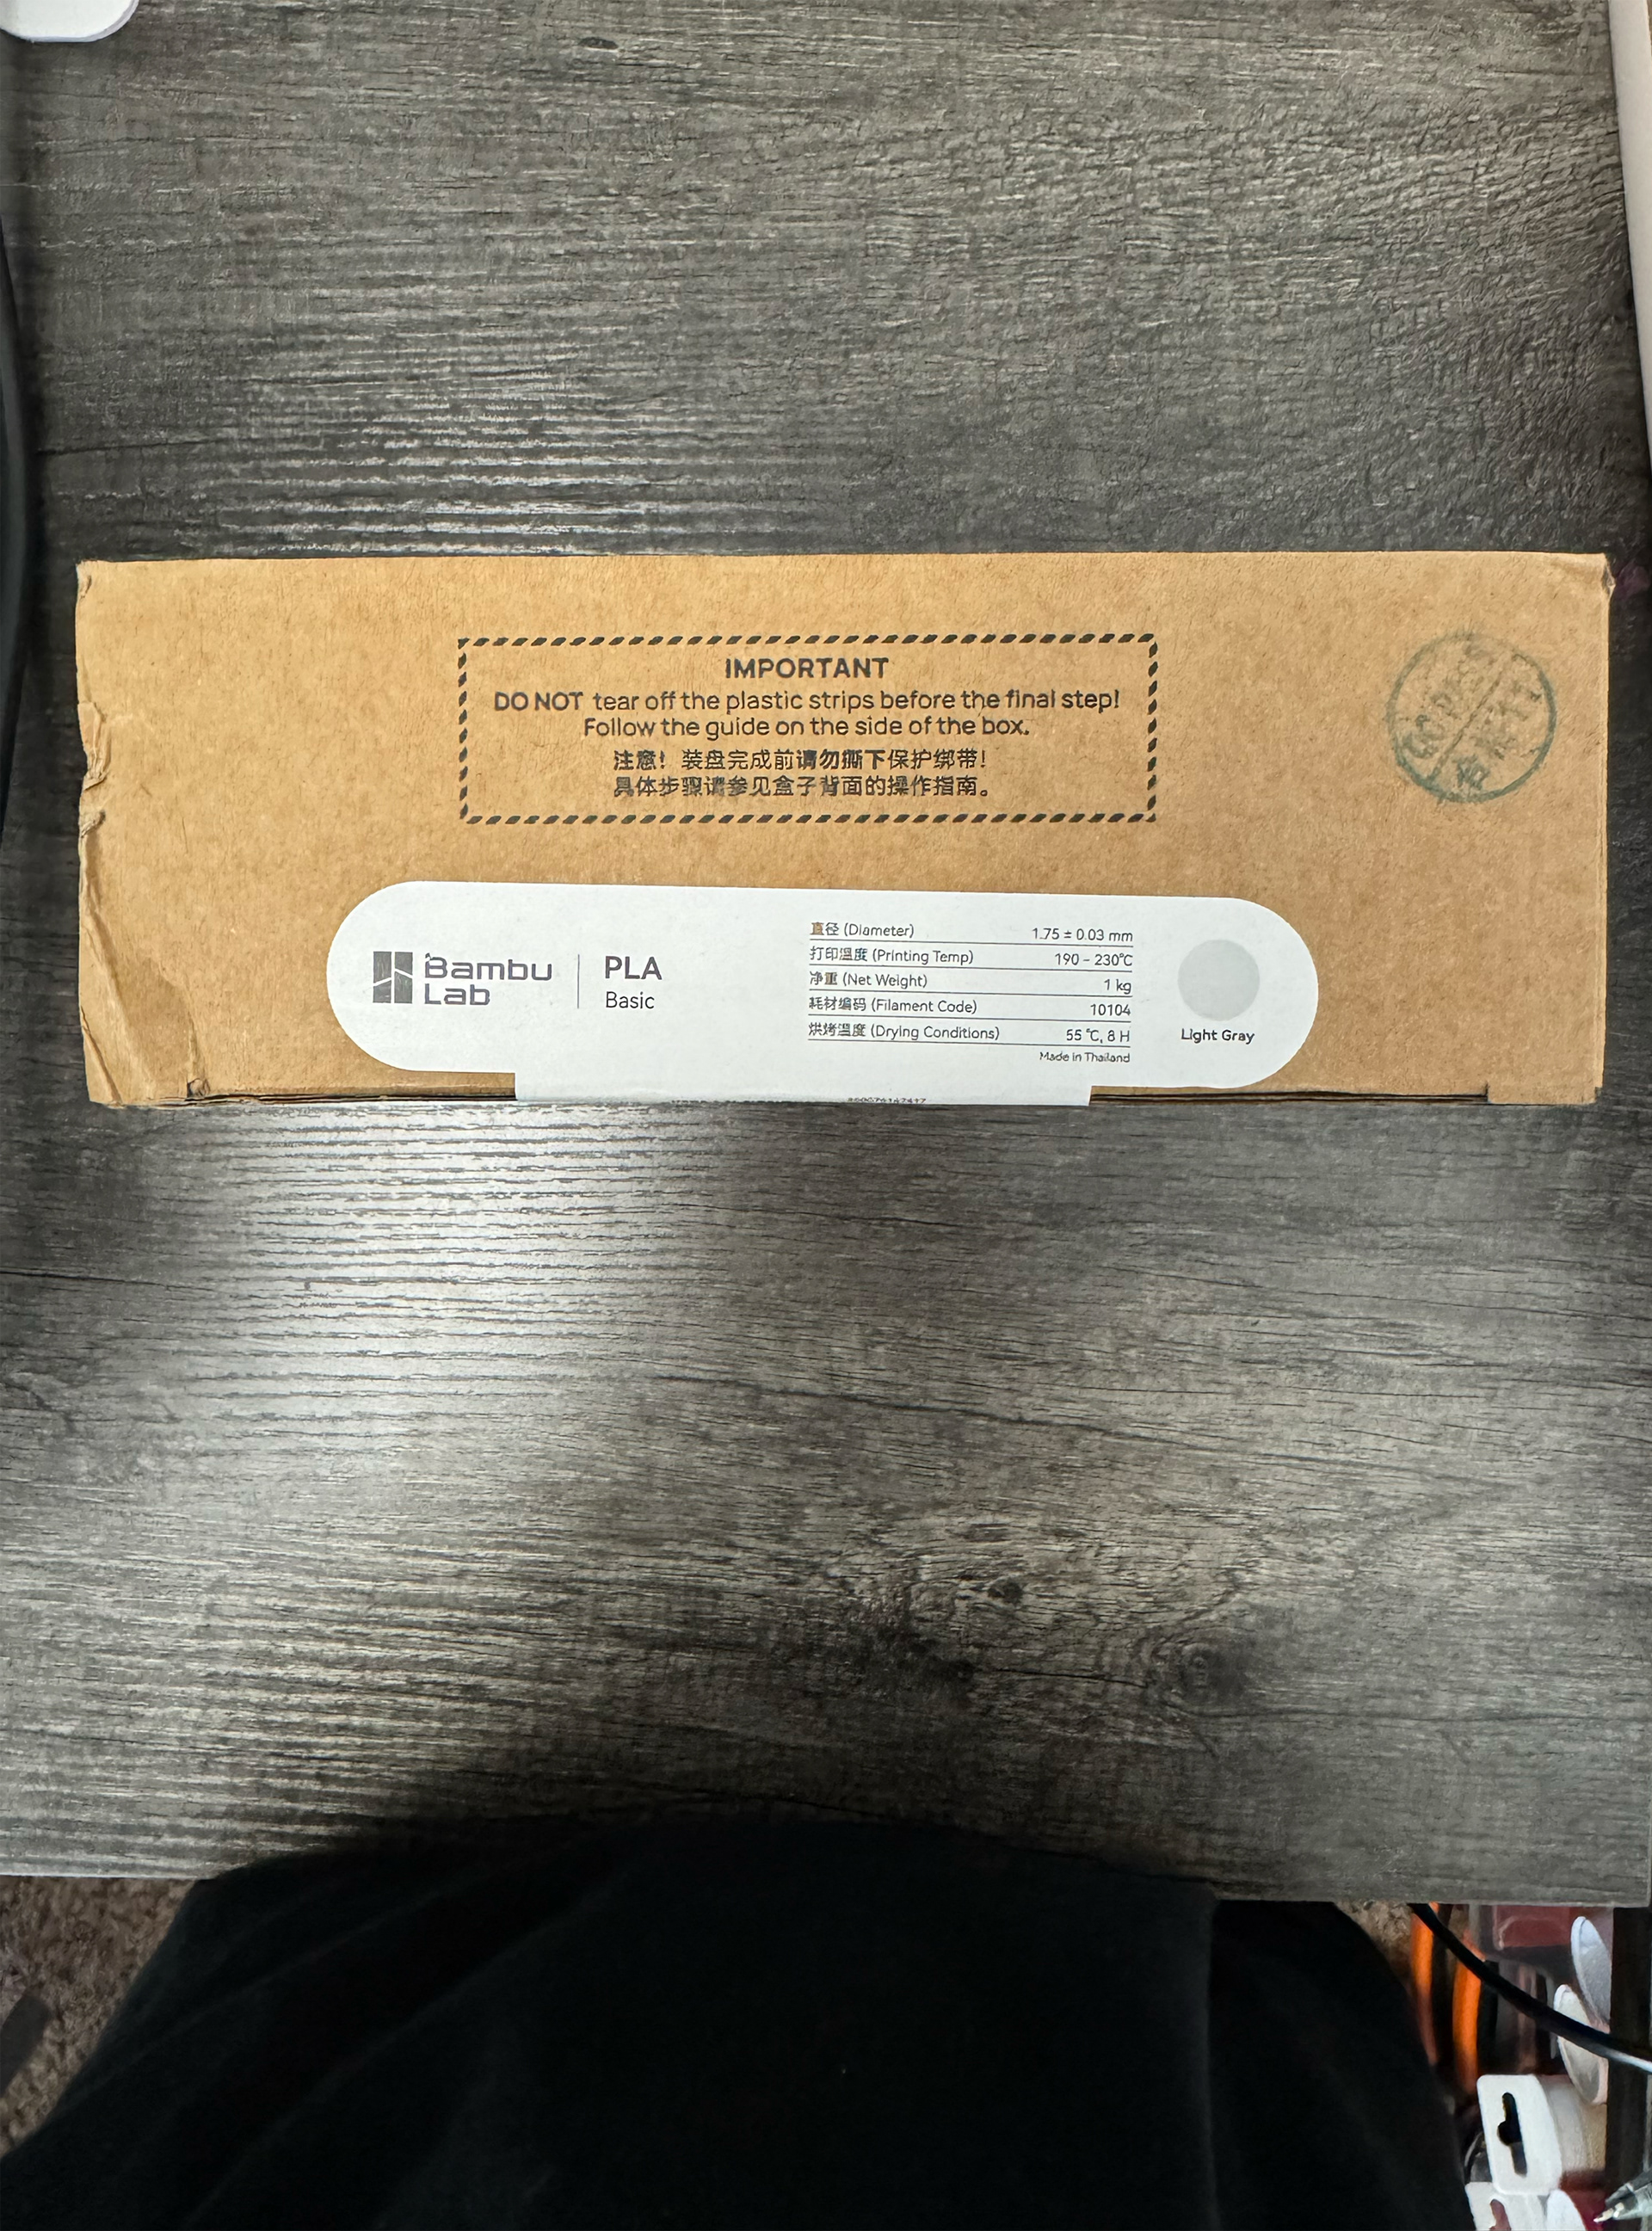 IMPORTANT
DO NOT tear off the plastic strips before the final step!
Follow the guide on the side of the box.
注意！装盘完成前请勿撕下保护绑带！
具体步骤请参见盒子背面的操作指南。
Bambu
Lab
PLA
Basic
直径 (Diameter) 1.75 ± 0.03 mm
打印温度 (Printing Temp) 190 - 230℃
净重 (Net Weight) 1 kg
耗材编码 (Filament Code) 10104
烘烤温度 (Drying Conditions) 55 ℃, 8 H
Made in Thailand
Light Gray